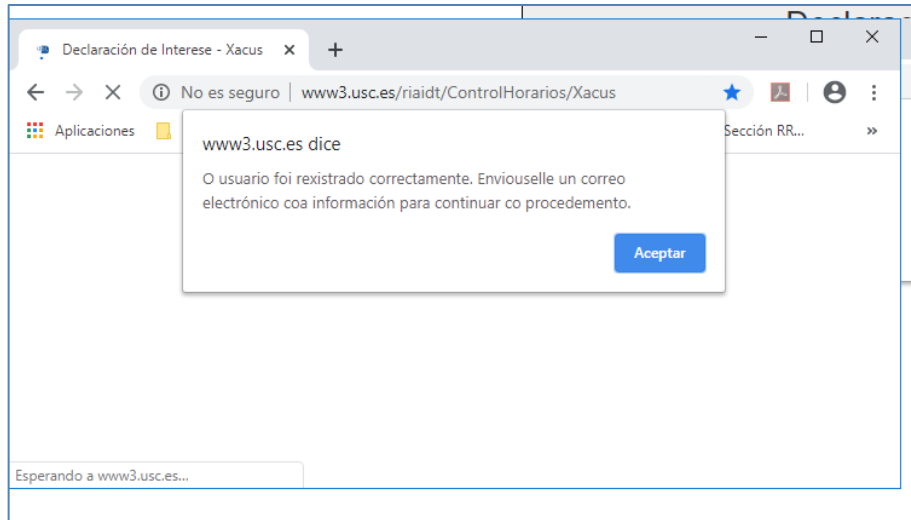 Declaración de Interese - Xacus
No es seguro | www3.usc.es/riaidt/ControlHorarios/Xacus
Aplicaciones
Sección RR...
www3.usc.es dice
O usuario foi rexistrado correctamente. Enviouselle un correo
electrónico coa información para continuar co procedemento.
Aceptar
Esperando a www3.usc.es...